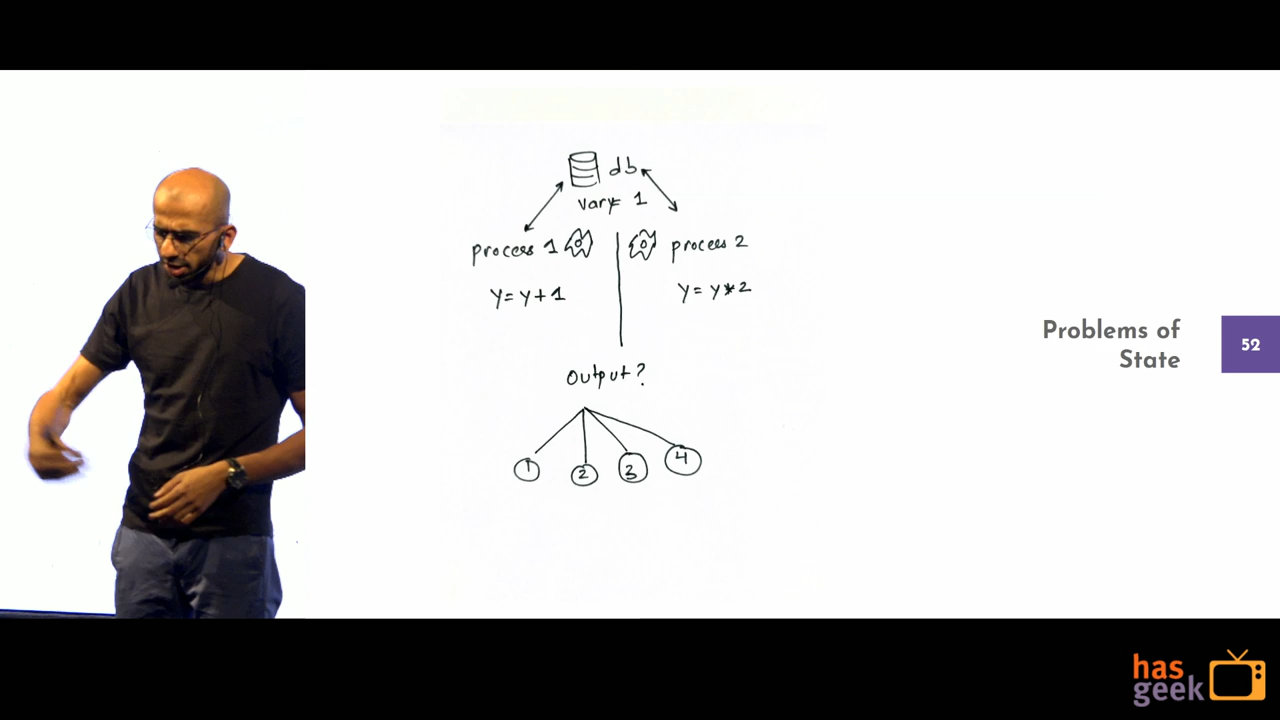 db
vary= 1
process 1
process 2
y= y+1
y= y*2
output?
1
2
3
4
Problems of
State
52
has
geek